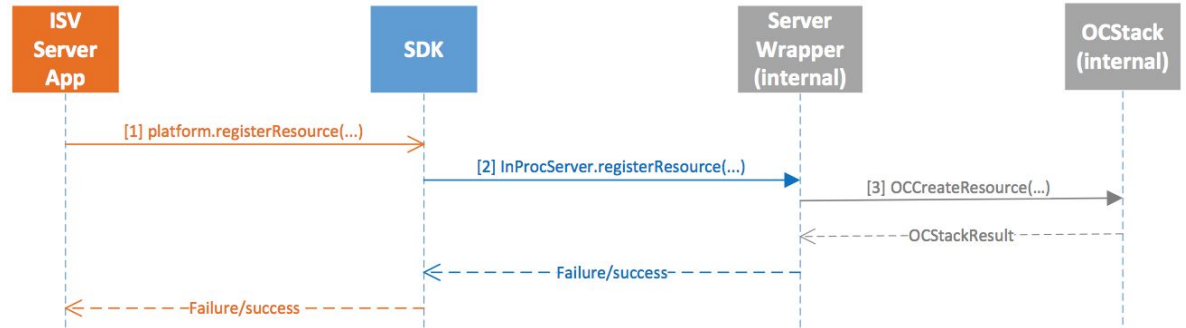 ISV
Server
App
SDK
Server
Wrapper
(internal)
OCStack
(internal)
[1] platform.registerResource(...)
[2] InProcServer.registerResource(...)
[3] OCCreateResource(...)
OCStackResult
Failure/success
Failure/success